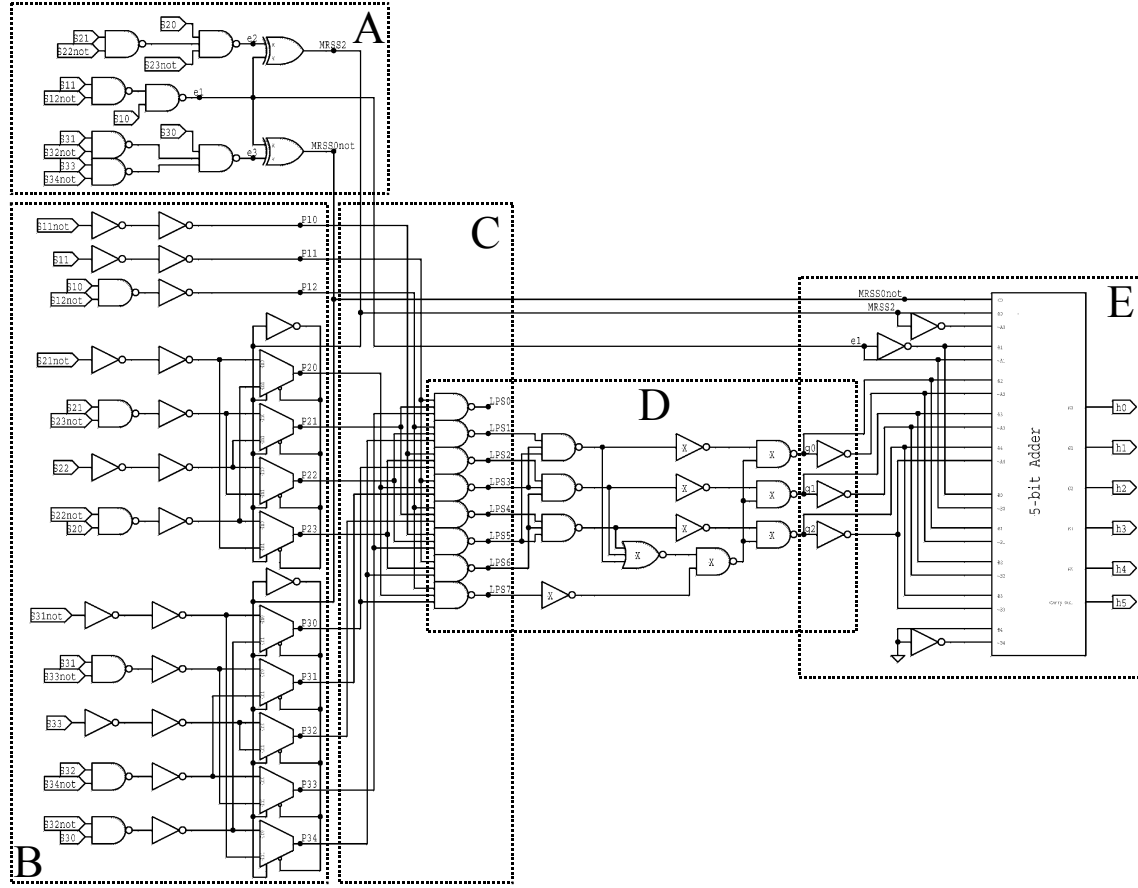 A
S20
S21
S22not
S23not
e2
MRSS2
S11
S12not
S10
e1
S31
S32not
S33
S34not
S30
e3
MRSS0not
B
S11not
P10
S11
P11
S10
S12not
P12
S21not
P20
S21
S23not
P21
S22
P22
S22not
S20
P23
S31not
P30
S31
S33not
P31
S33
P32
S32
S34not
P33
S32not
S30
P34
C
LPS0
LPS1
LPS2
LPS3
LPS4
LPS5
LPS6
LPS7
D
X
X
X
X
X
X
X
X
X
g0
g1
g2
E
MRSS0not
MRSS2
e1
5-bit Adder
Carry Out
h0
h1
h2
h3
h4
h5